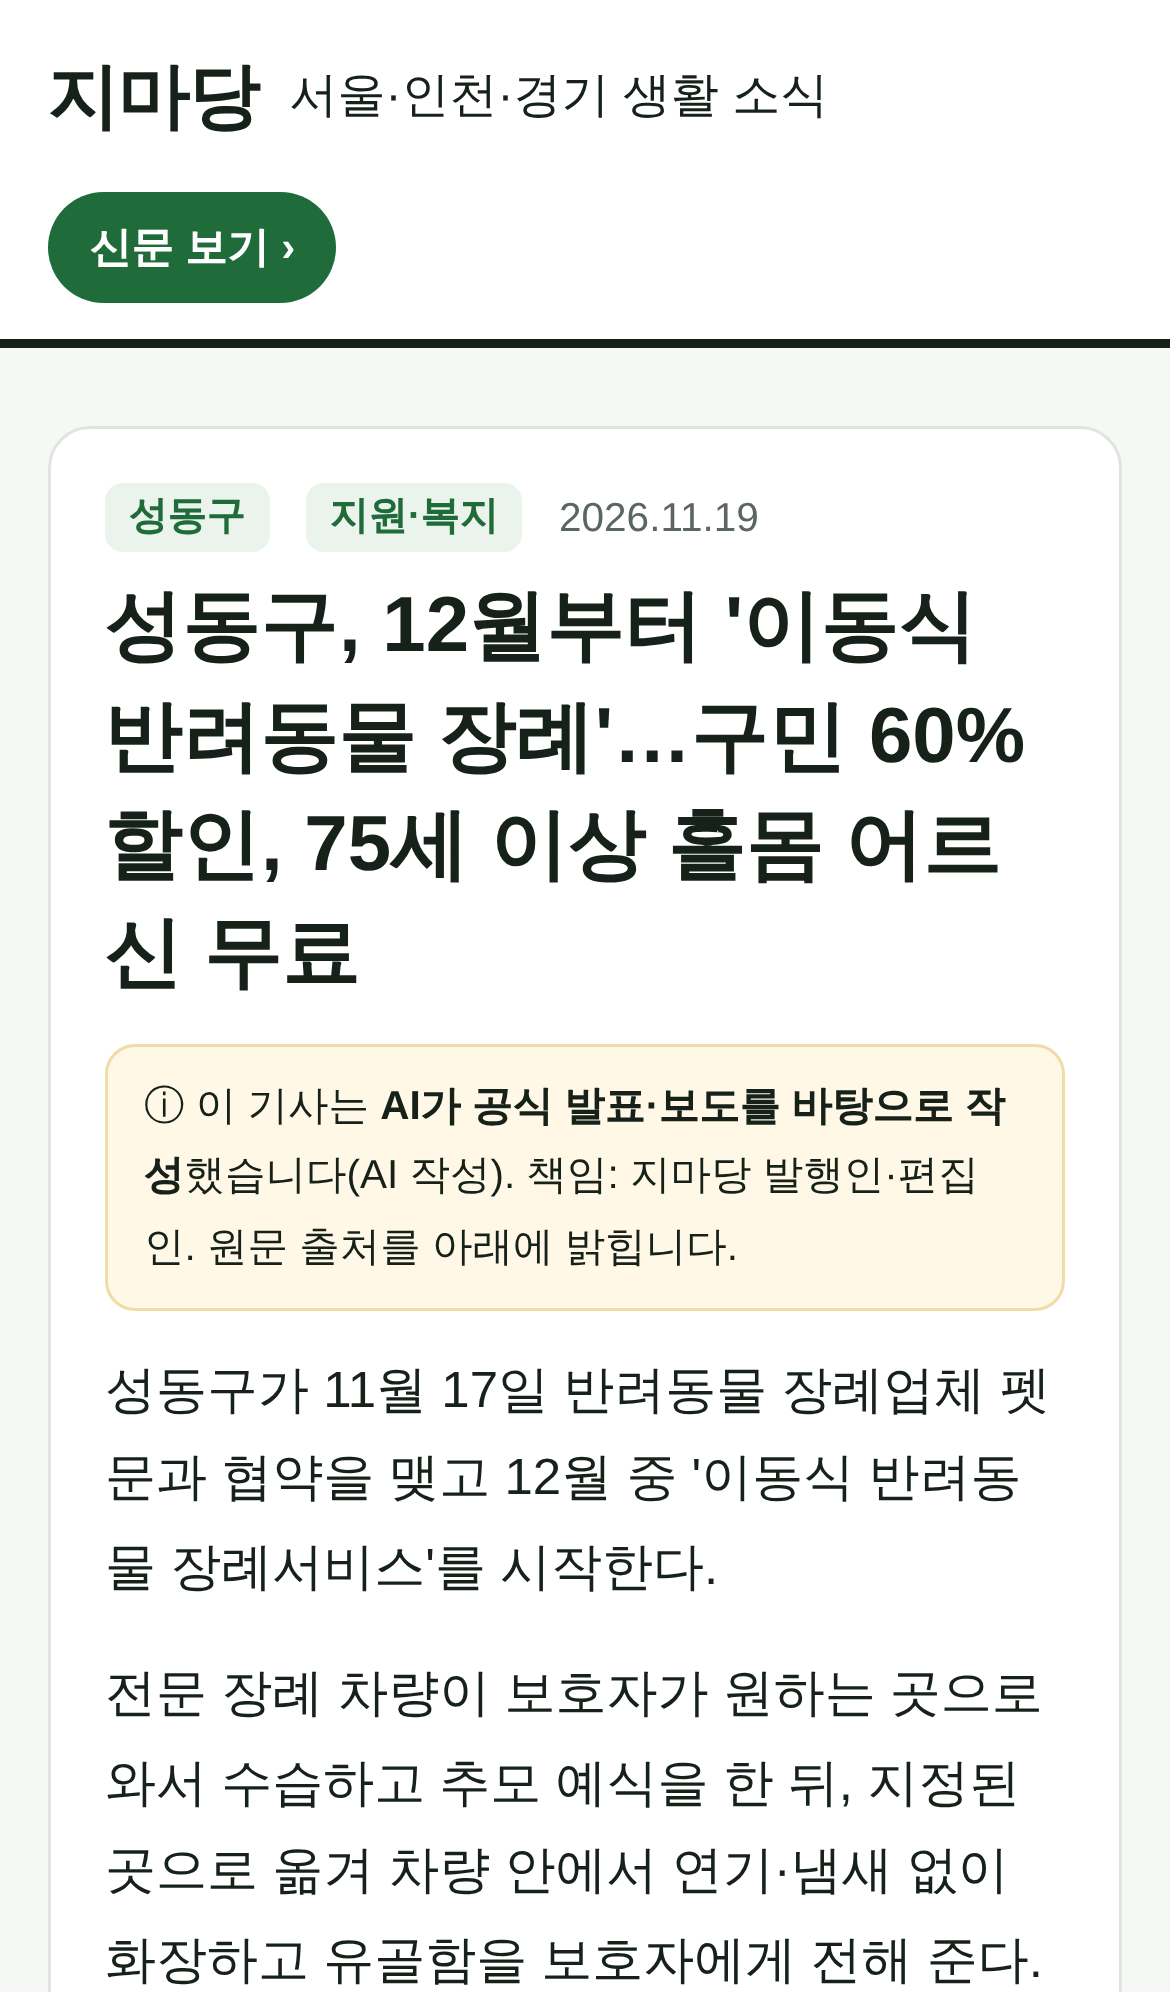 지마당 서울·인천·경기 생활 소식
신문 보기 ›
성동구 지원·복지 2026.11.19
성동구, 12월부터 '이동식
반려동물 장례'…구민 60%
할인, 75세 이상 홀몸 어르
신 무료
ⓘ 이 기사는 AI가 공식 발표·보도를 바탕으로 작
성했습니다(AI 작성). 책임: 지마당 발행인·편집
인. 원문 출처를 아래에 밝힙니다.
성동구가 11월 17일 반려동물 장례업체 펫
문과 협약을 맺고 12월 중 '이동식 반려동
물 장례서비스'를 시작한다.
전문 장례 차량이 보호자가 원하는 곳으로
와서 수습하고 추모 예식을 한 뒤, 지정된
곳으로 옮겨 차량 안에서 연기·냄새 없이
화장하고 유골함을 보호자에게 전해 준다.